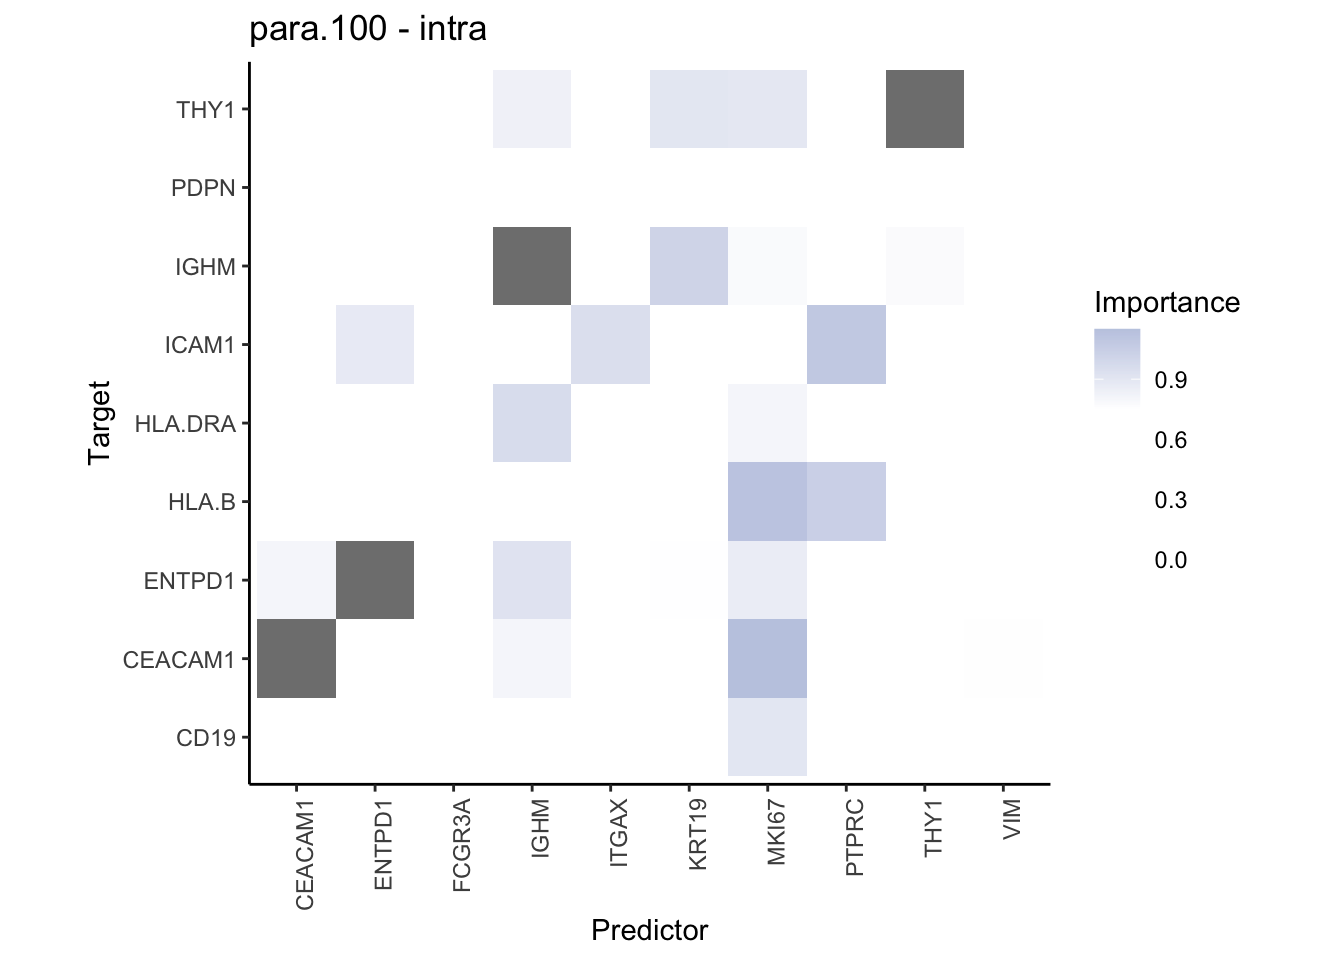 para.100 - intra
THY1
PDPN
IGHM
ICAM1
HLA.DRA
HLA.B
ENTPD1
CEACAM1
CD19
Target
CEACAM1
ENTPD1
FCGR3A
IGHM
ITGAX
KRT19
MKI67
PTPRC
THY1
VIM
Predictor
Importance
0.9
0.6
0.3
0.0